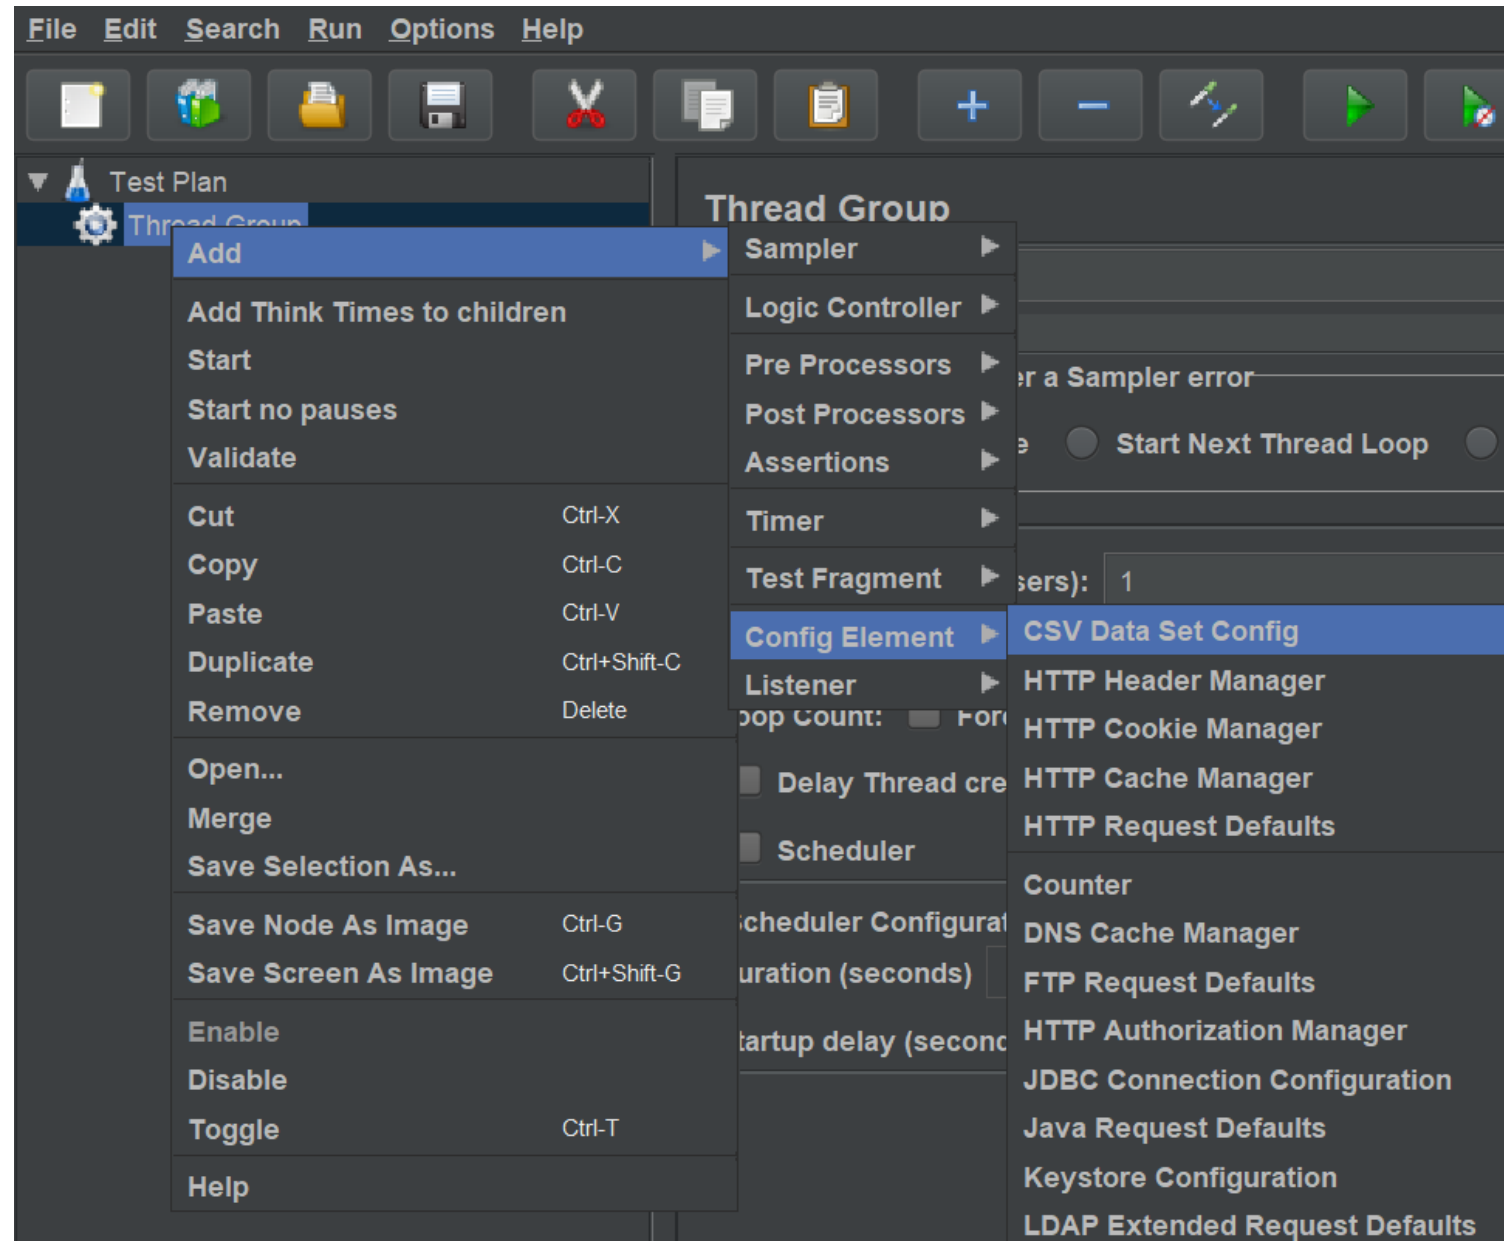 File Edit Search Run Options Help
Test Plan
Thread Group
Thread Group
Add
Add Think Times to children
Start
Start no pauses
Validate
Cut Ctrl-X
Copy Ctrl-C
Paste Ctrl-V
Duplicate Ctrl+Shift-C
Remove Delete
Open...
Merge
Save Selection As...
Save Node As Image Ctrl-G
Save Screen As Image Ctrl+Shift-G
Enable
Disable
Toggle Ctrl-T
Help
Sampler
Logic Controller
Pre Processors
Post Processors
Assertions
Timer
Test Fragment
Config Element
Listener
er a Sampler error
e Start Next Thread Loop
sers): 1
oop Count: For
Delay Thread cre
Scheduler
cheduler Configurat
uration (seconds)
tartup delay (second
CSV Data Set Config
HTTP Header Manager
HTTP Cookie Manager
HTTP Cache Manager
HTTP Request Defaults
Counter
DNS Cache Manager
FTP Request Defaults
HTTP Authorization Manager
JDBC Connection Configuration
Java Request Defaults
Keystore Configuration
LDAP Extended Request Defaults